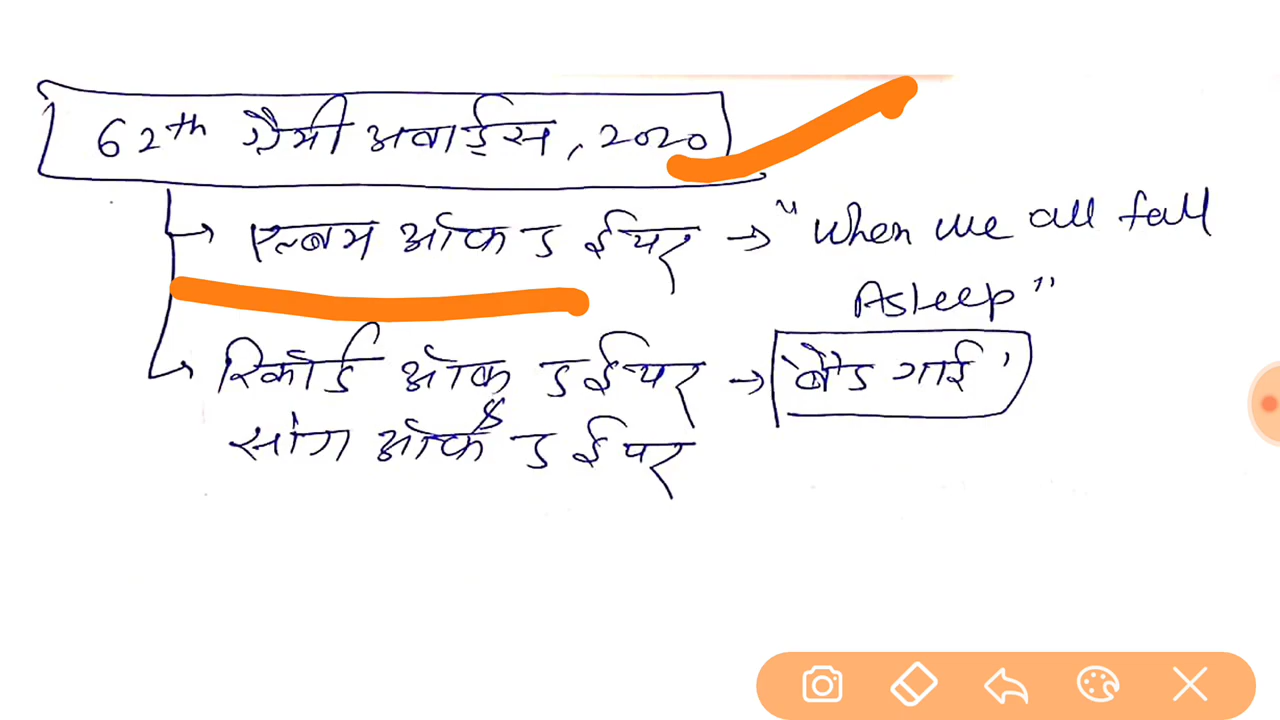 62th ग्रैमी अवार्ड्स, 2020
एल्बम ऑफ द ईयर → "When we all fall
Asleep"
रिकॉर्ड ऑफ द ईयर → 'बैड गाई'
&
सांग ऑफ द ईयर